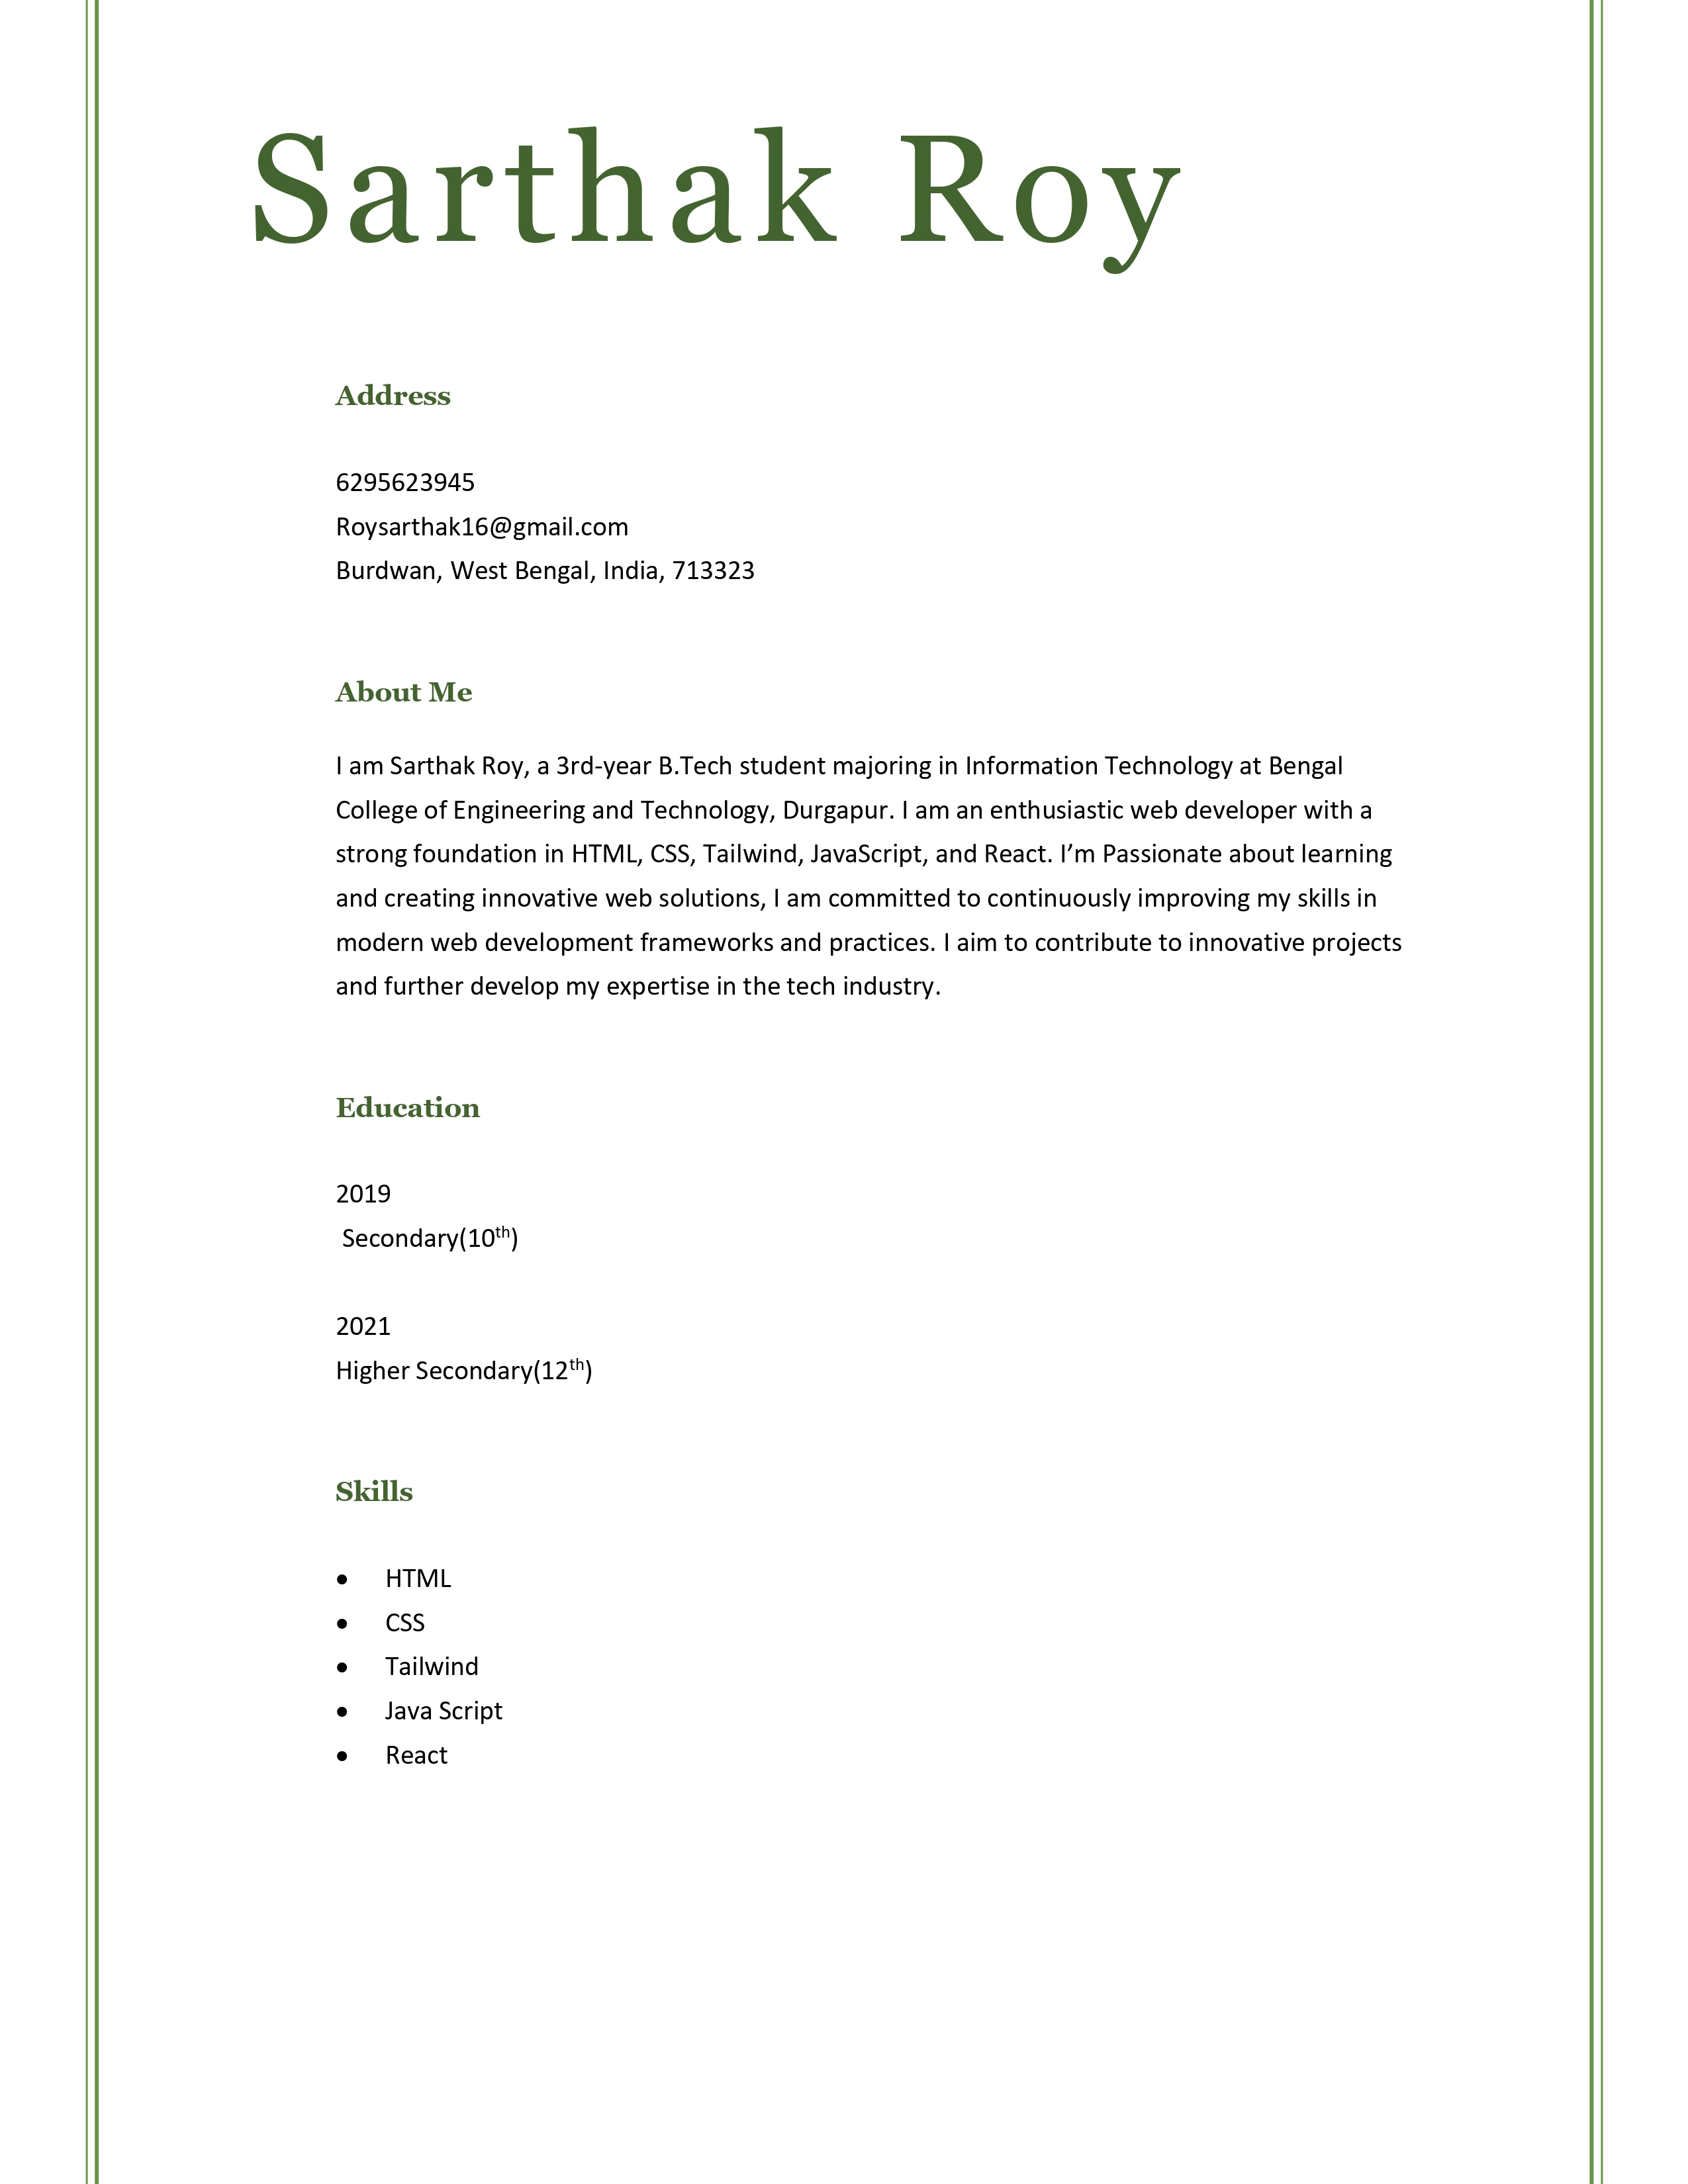 Sarthak Roy
Address
6295623945
Roysarthak16@gmail.com
Burdwan, West Bengal, India, 713323
About Me
I am Sarthak Roy, a 3rd-year B.Tech student majoring in Information Technology at Bengal
College of Engineering and Technology, Durgapur. I am an enthusiastic web developer with a
strong foundation in HTML, CSS, Tailwind, JavaScript, and React. I’m Passionate about learning
and creating innovative web solutions, I am committed to continuously improving my skills in
modern web development frameworks and practices. I aim to contribute to innovative projects
and further develop my expertise in the tech industry.
Education
2019
Secondary(10th)
2021
Higher Secondary(12th)
Skills
• HTML
• CSS
• Tailwind
• Java Script
• React